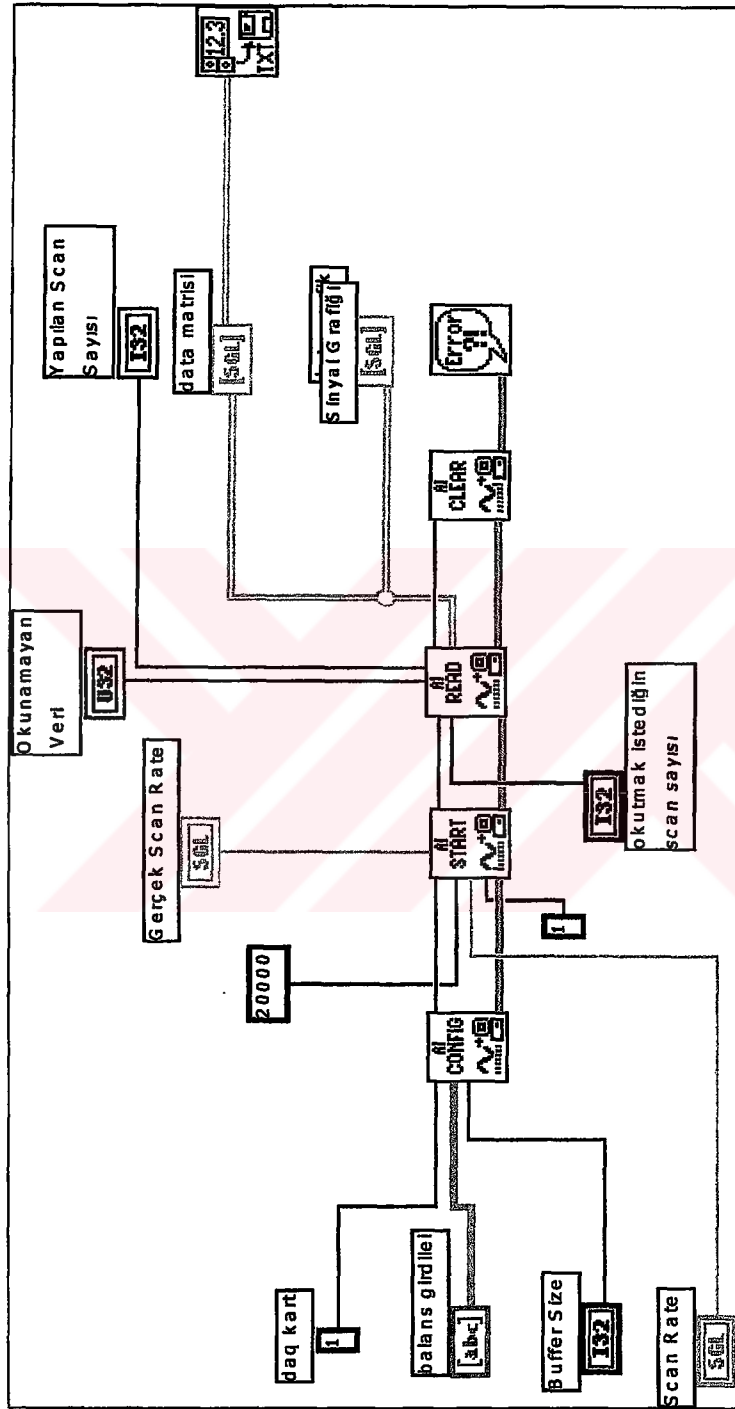 daq kartı
1
balans girdileri
[abc]
Buffer Size
I32
Scan Rate
SGL
AI
CONFIG
20000
Gerçek Scan Rate
SGL
AI
START
1
Okunamayan
Veri
U32
Yapılan Scan
Sayısı
I32
AI
READ
okutmak istediğin
scan sayısı
I32
data matrisi
[SGL]
Sinyal Grafiği
[SGL]
AI
CLEAR
Error
?!
12.3
TXT